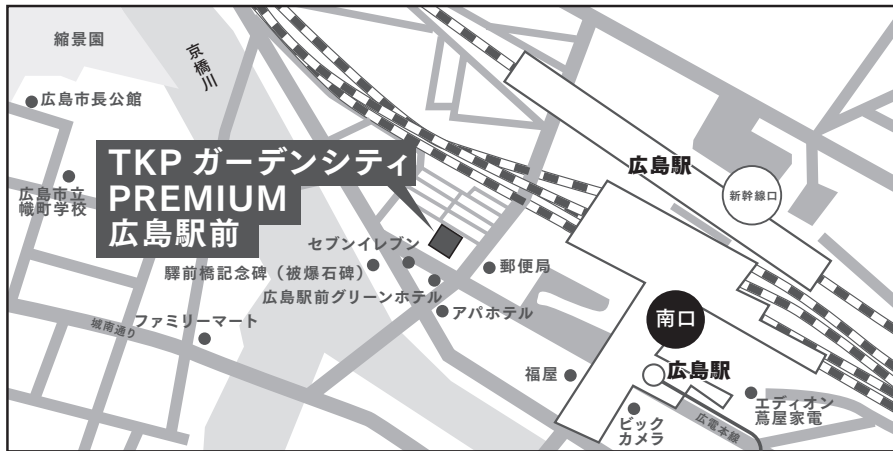 縮景園
京橋川
広島市長公館
TKP ガーデンシティ
PREMIUM
広島駅前
広島市立
幟町学校
広島駅
新幹線口
セブンイレブン
驛前橋記念碑（被爆石碑）
郵便局
広島駅前グリーンホテル
アパホテル
城南通り
ファミリーマート
南口
福屋
広島駅
エディオン
蔦屋家電
ビック
カメラ
広電本線